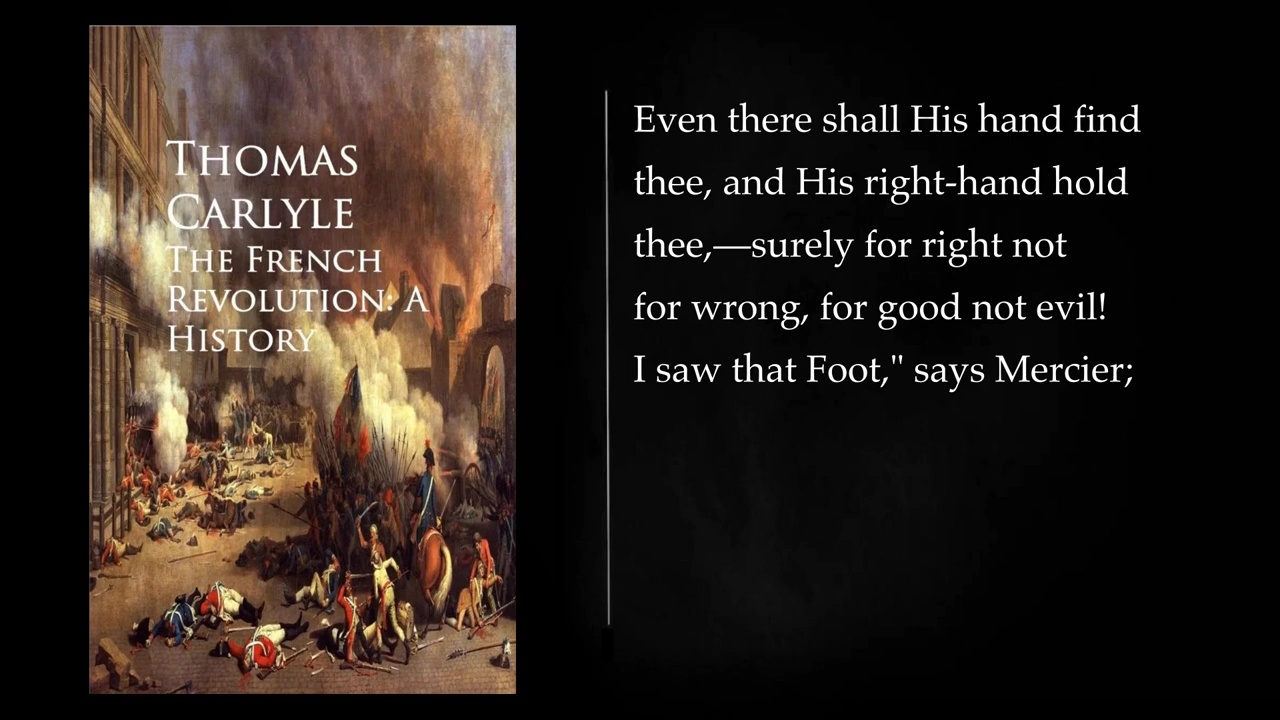 THOMAS
CARLYLE
THE FRENCH
REVOLUTION: A
HISTORY
Even there shall His hand find
thee, and His right-hand hold
thee,—surely for right not
for wrong, for good not evil!
I saw that Foot," says Mercier;